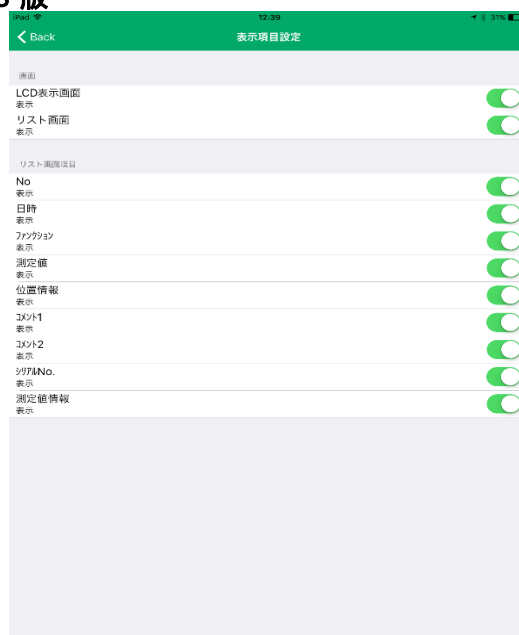 版
iPad 12:39 31%
Back 表示項目設定
画面
LCD表示画面
表示
リスト画面
表示
リスト画面項目
No
表示
日時
表示
ﾌｧﾝｸｼｮﾝ
表示
測定値
表示
位置情報
表示
ｺﾒﾝﾄ1
表示
ｺﾒﾝﾄ2
表示
ｼﾘｱﾙNo.
表示
測定値情報
表示